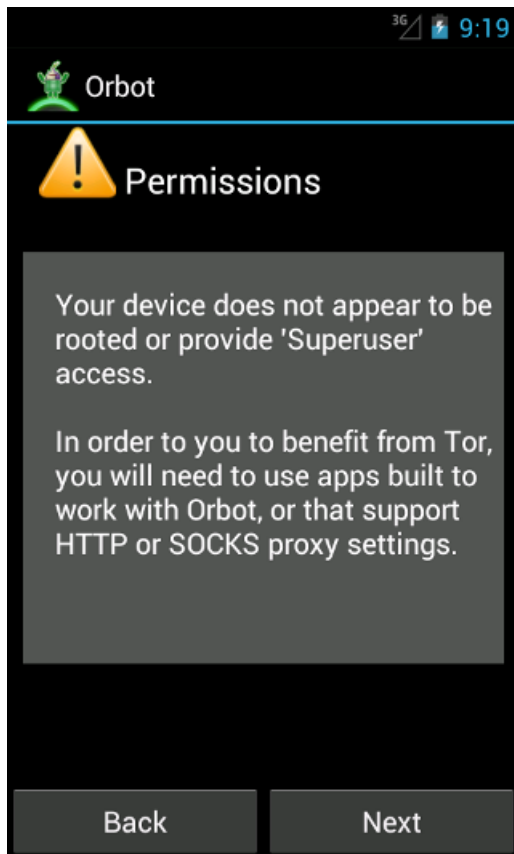 3G 9:19
Orbot
Permissions
Your device does not appear to be
rooted or provide 'Superuser'
access.
In order to you to benefit from Tor,
you will need to use apps built to
work with Orbot, or that support
HTTP or SOCKS proxy settings.
Back Next